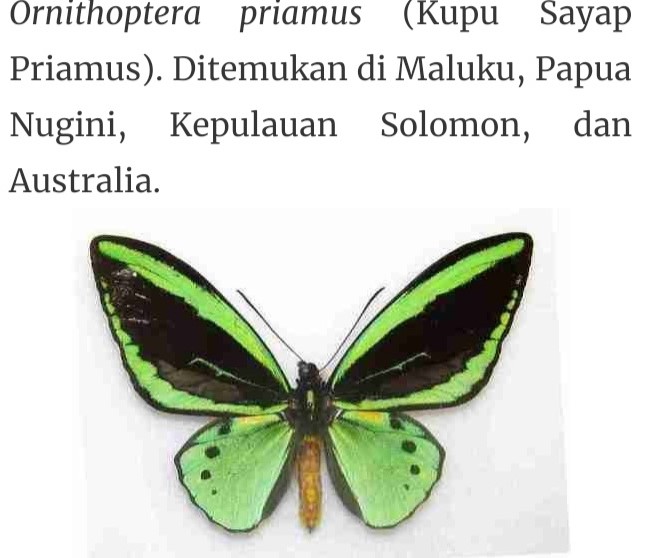 Ornithoptera priamus (Kupu Sayap
Priamus). Ditemukan di Maluku, Papua
Nugini, Kepulauan Solomon, dan
Australia.